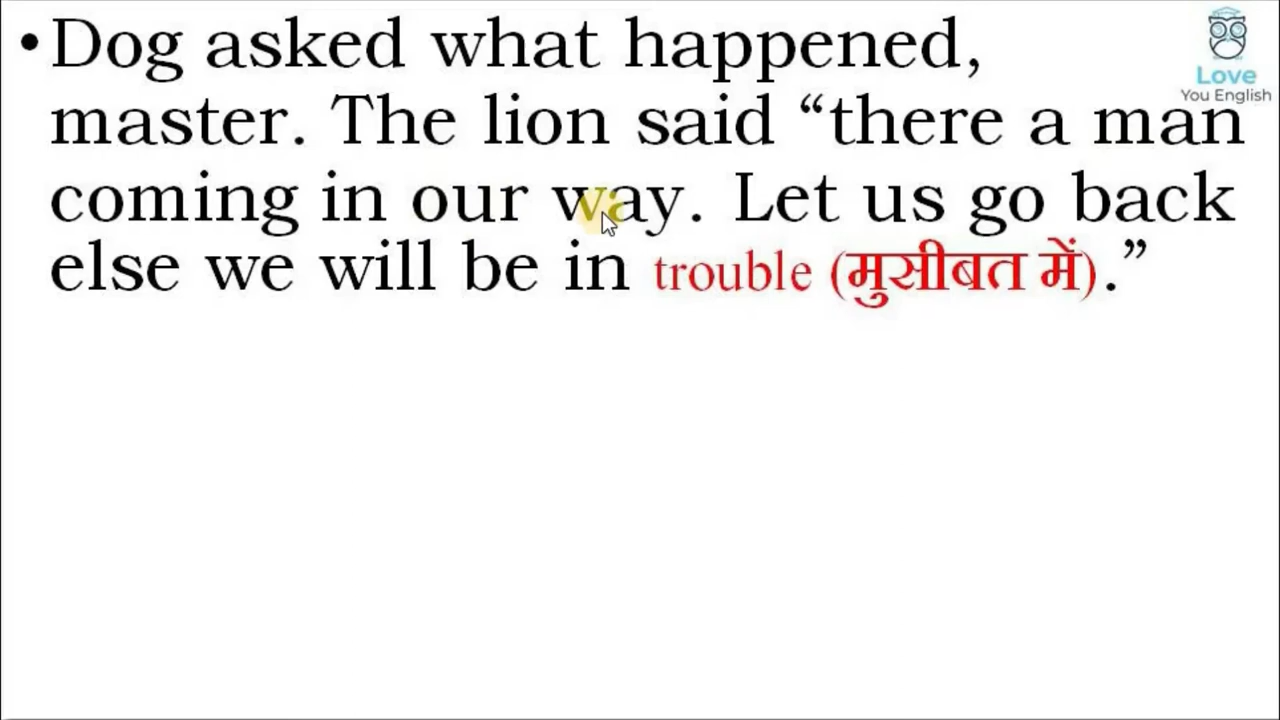 •Dog asked what happened,
master. The lion said “there a man
coming in our way. Let us go back
else we will be in trouble (मुसीबत में).”
Love
You English